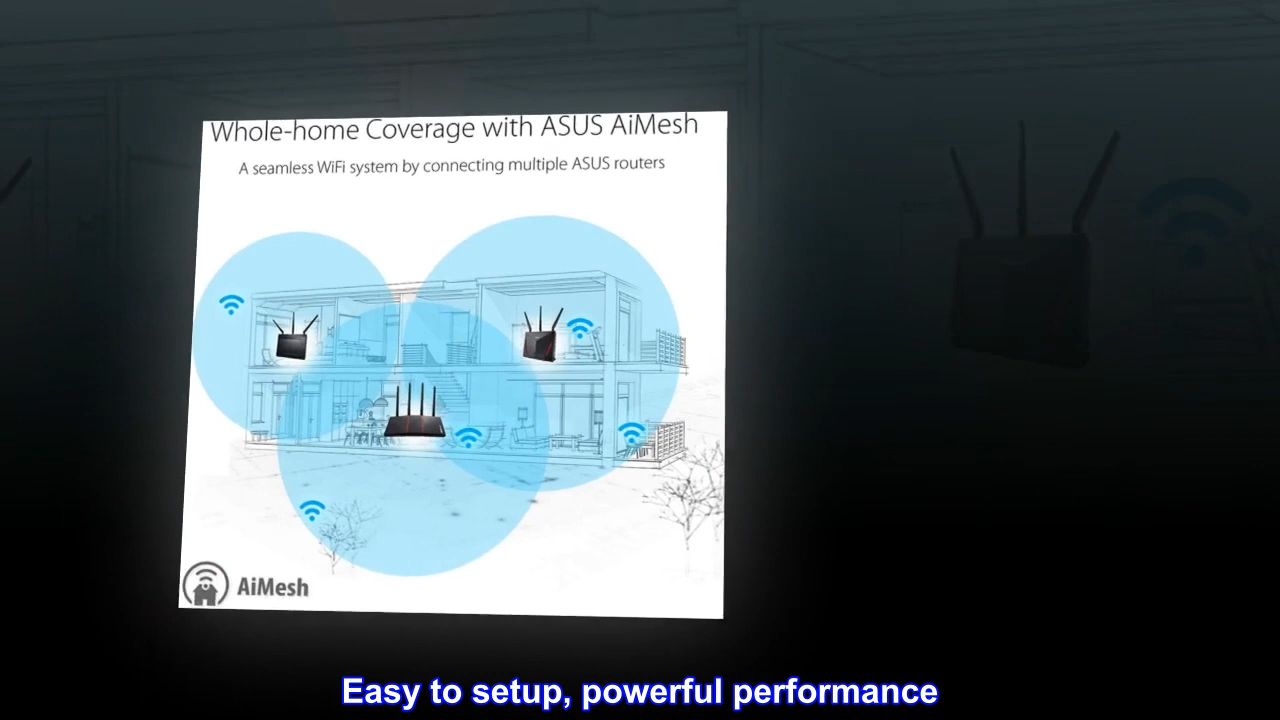 Whole-home Coverage with ASUS AiMesh
A seamless WiFi system by connecting multiple ASUS routers
AiMesh
Easy to setup, powerful performance